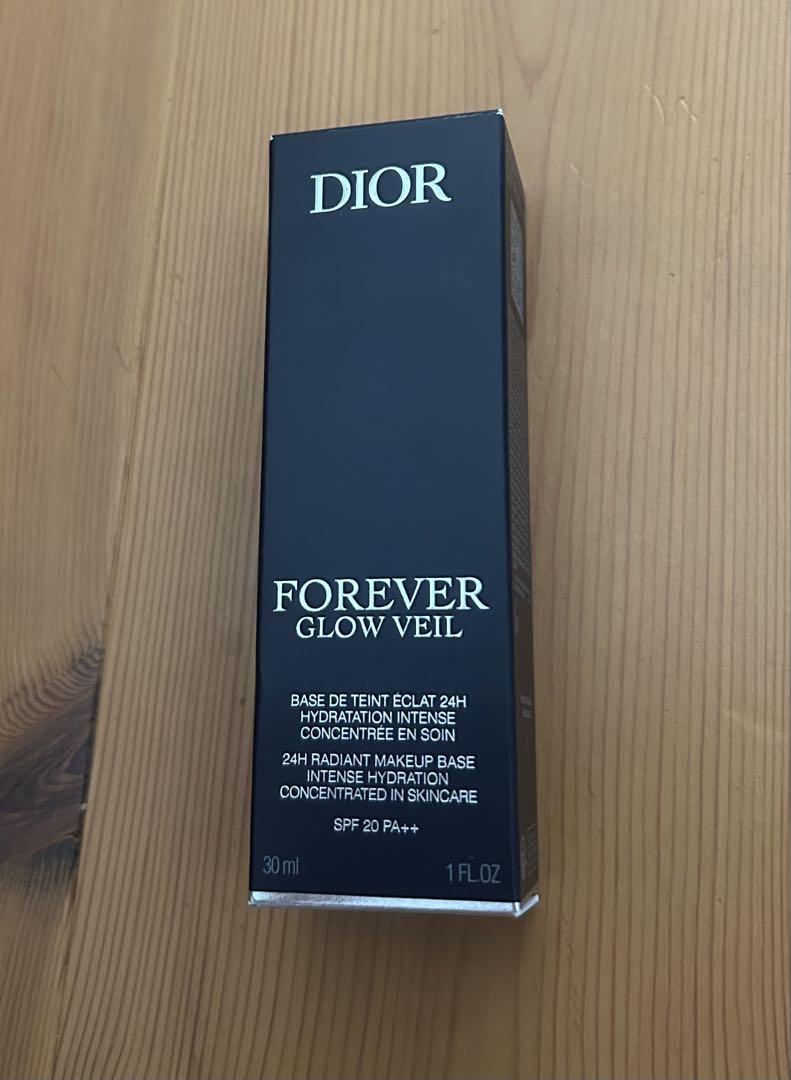 DIOR
FOREVER
GLOW VEIL
BASE DE TEINT ÉCLAT 24H
HYDRATATION INTENSE
CONCENTRÉE EN SOIN
24H RADIANT MAKEUP BASE
INTENSE HYDRATION
CONCENTRATED IN SKINCARE
SPF 20 PA++
30 ml
1 FL.OZ